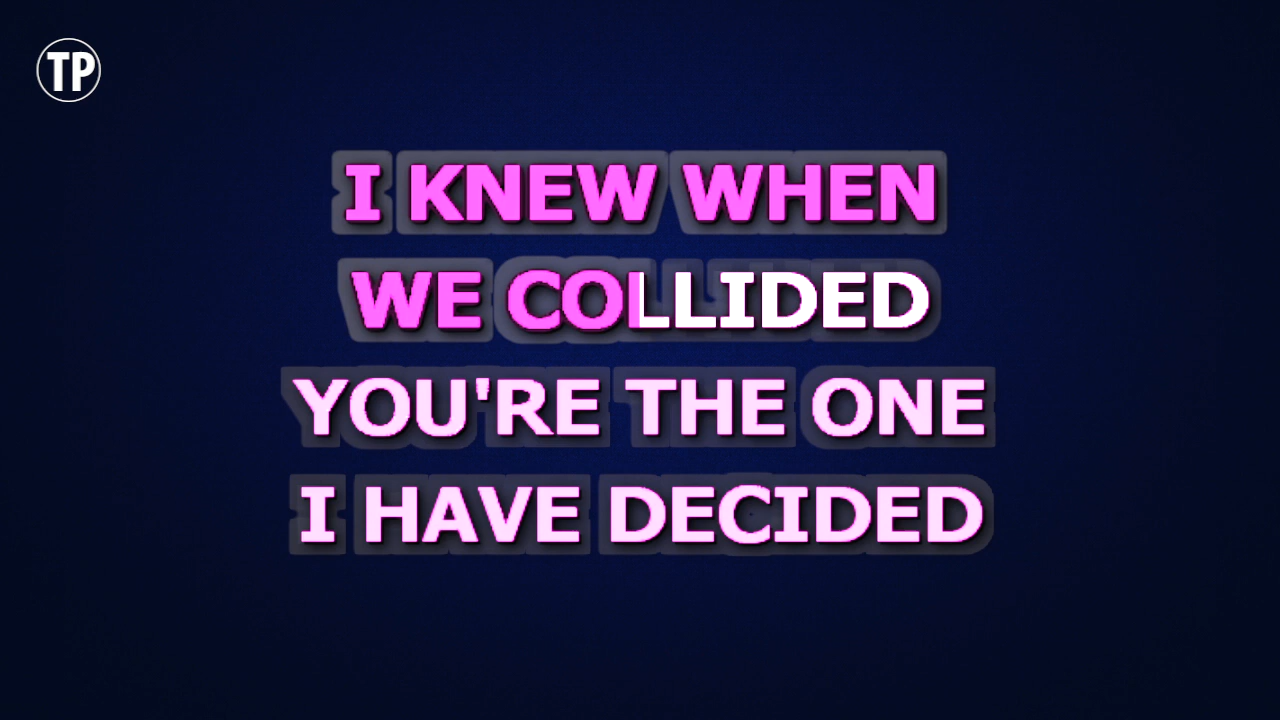 TP
I KNEW WHEN
WE COLLIDED
YOU'RE THE ONE
I HAVE DECIDED